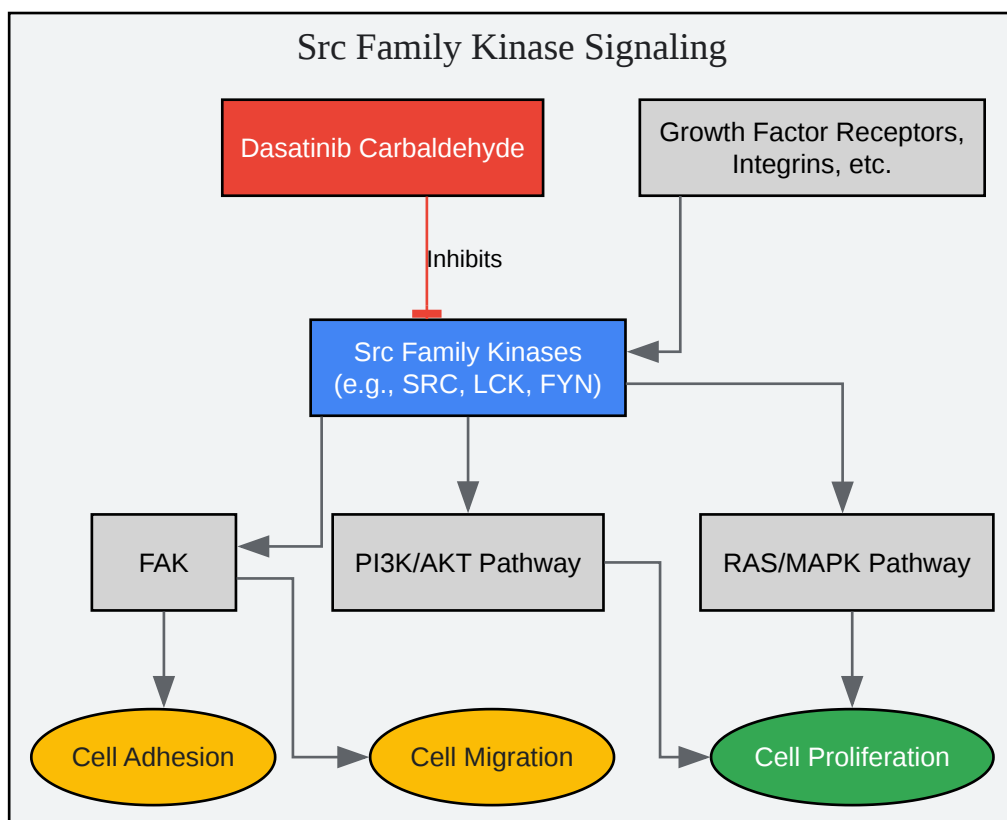 Src Family Kinase Signaling
Dasatinib Carbaldehyde
Growth Factor Receptors,
Integrins, etc.
Inhibits
Src Family Kinases
(e.g., SRC, LCK, FYN)
FAK
PI3K/AKT Pathway
RAS/MAPK Pathway
Cell Adhesion
Cell Migration
Cell Proliferation